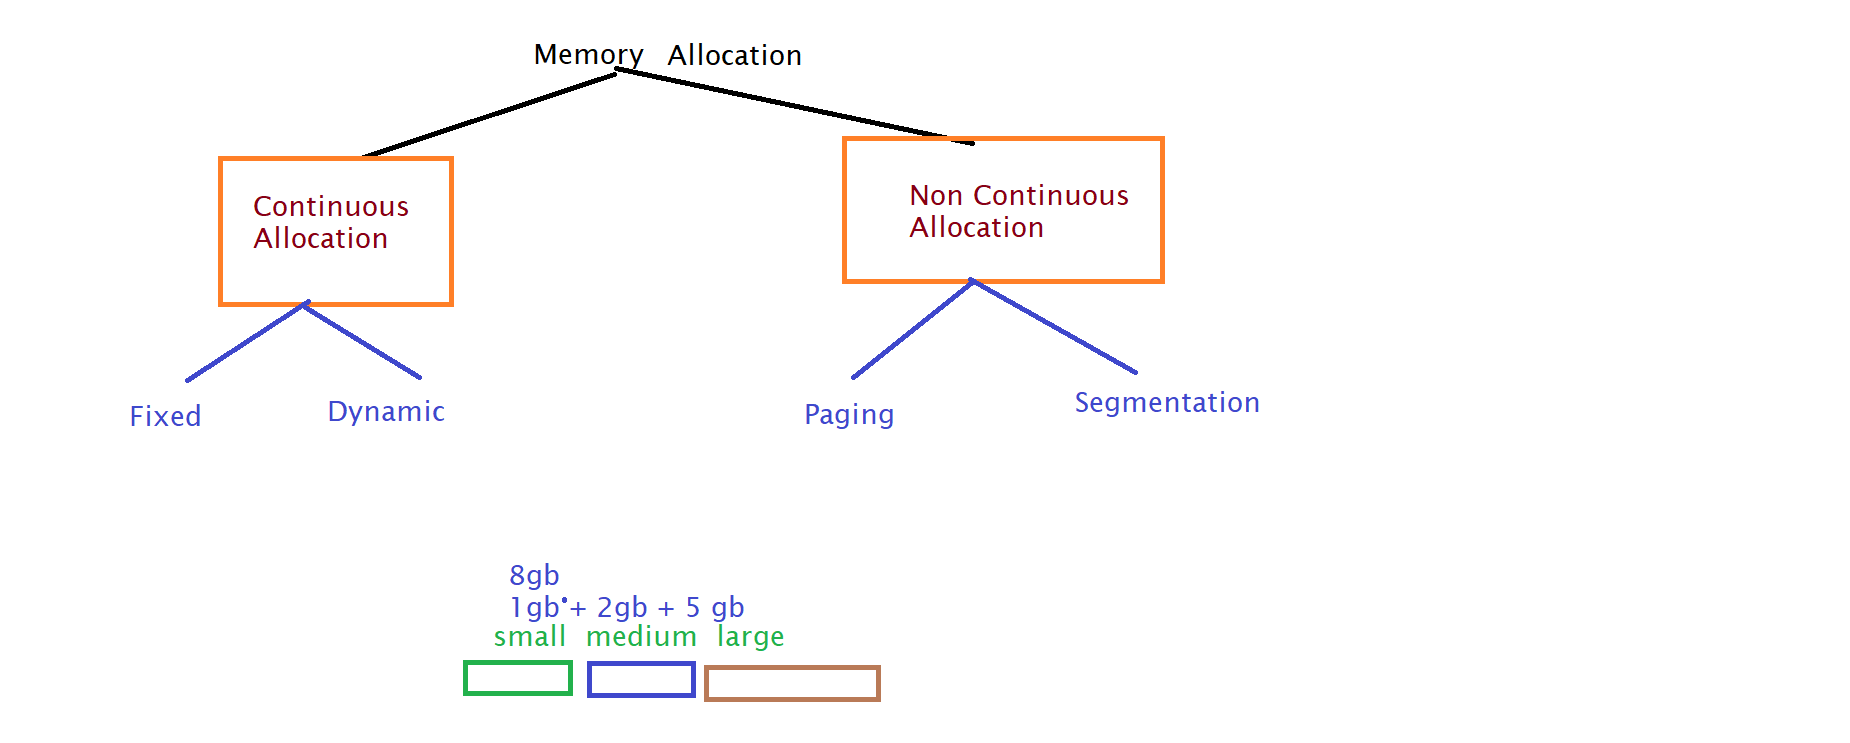 Memory Allocation
Continuous
Allocation
Non Continuous
Allocation
Fixed
Dynamic
Paging
Segmentation
8gb
1gb + 2gb + 5 gb
small medium large